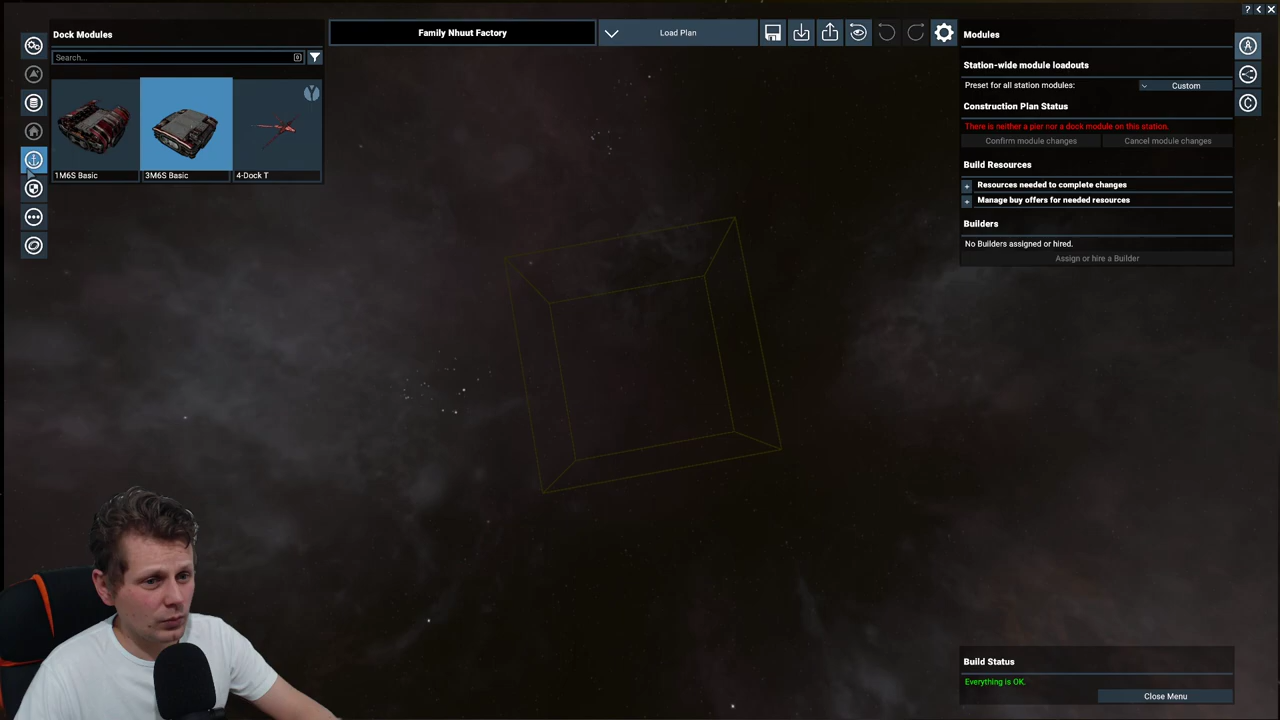 Dock Modules
Search...
1M6S Basic
3M6S Basic
4-Dock T
Family Nhuut Factory
Load Plan
Modules
Station-wide module loadouts
Preset for all station modules:
Custom
Construction Plan Status
There is neither a pier nor a dock module on this station.
Confirm module changes
Cancel module changes
Build Resources
+ Resources needed to complete changes
+ Manage buy offers for needed resources
Builders
No Builders assigned or hired.
Assign or hire a Builder
Build Status
Everything is OK.
Close Menu